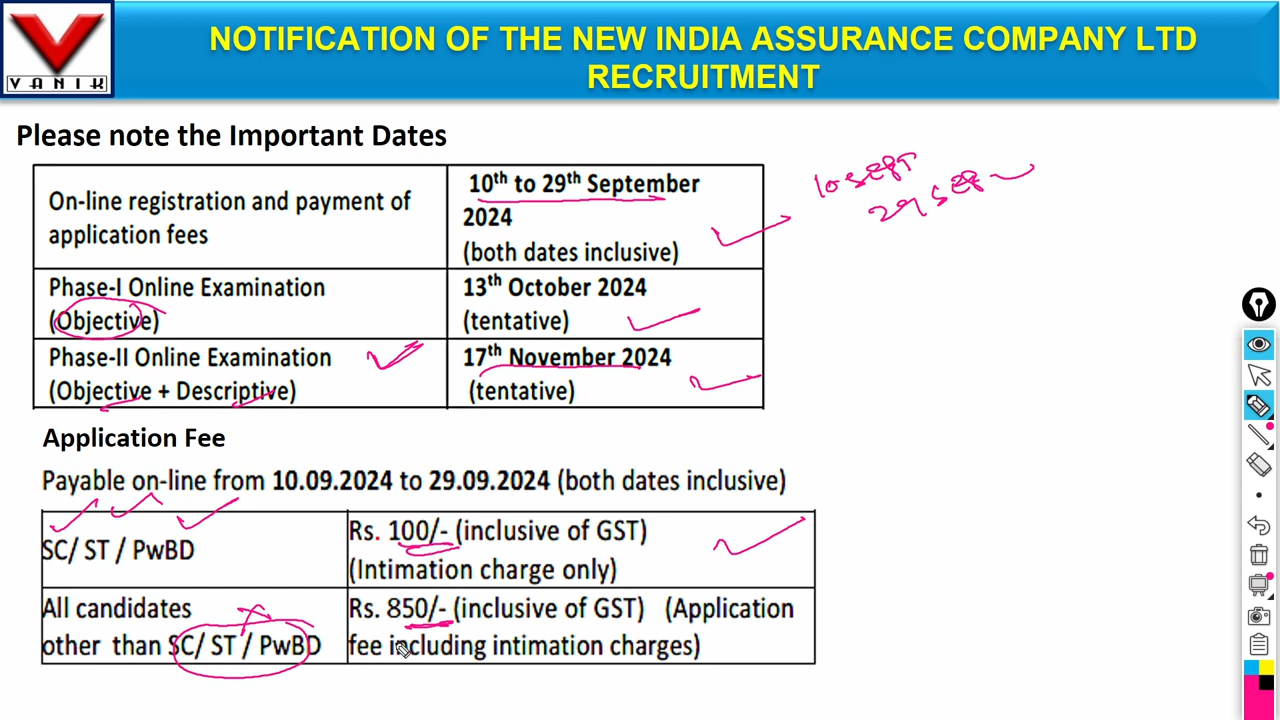 VANIK
NOTIFICATION OF THE NEW INDIA ASSURANCE COMPANY LTD
RECRUITMENT
Please note the Important Dates
On-line registration and payment of
application fees
10th to 29th September
2024
(both dates inclusive)
10 SEPT
29 SEP
Phase-I Online Examination
(Objective)
13th October 2024
(tentative)
Phase-II Online Examination
(Objective + Descriptive)
17th November 2024
(tentative)
Application Fee
Payable on-line from 10.09.2024 to 29.09.2024 (both dates inclusive)
SC/ ST / PwBD
Rs. 100/- (inclusive of GST)
(Intimation charge only)
All candidates
other than SC/ ST / PwBD
Rs. 850/- (inclusive of GST) (Application
fee including intimation charges)